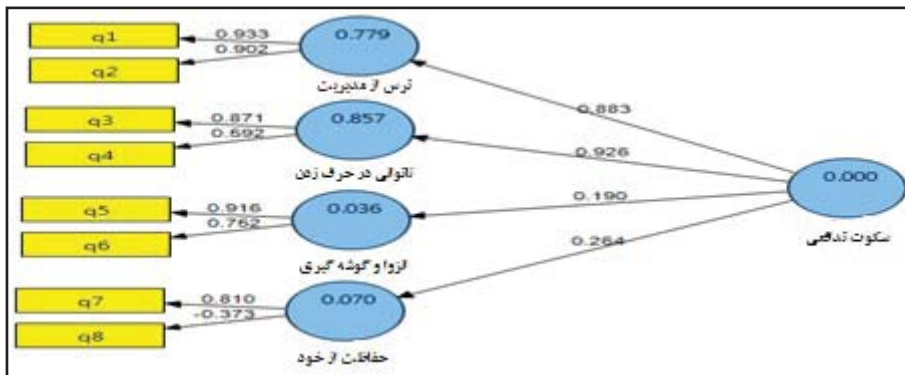 q1
0.933
0.779
q2
0.902
ترس از مدیریت
0.883
q3
0.871
0.857
q4
0.692
ناتوانی در حرف زدن
0.926
0.000
سکوت تدافعی
q5
0.916
0.036
0.190
q6
0.762
انزوا و گوشه گیری
0.264
q7
0.810
0.070
q8
-0.373
حفاظت از خود